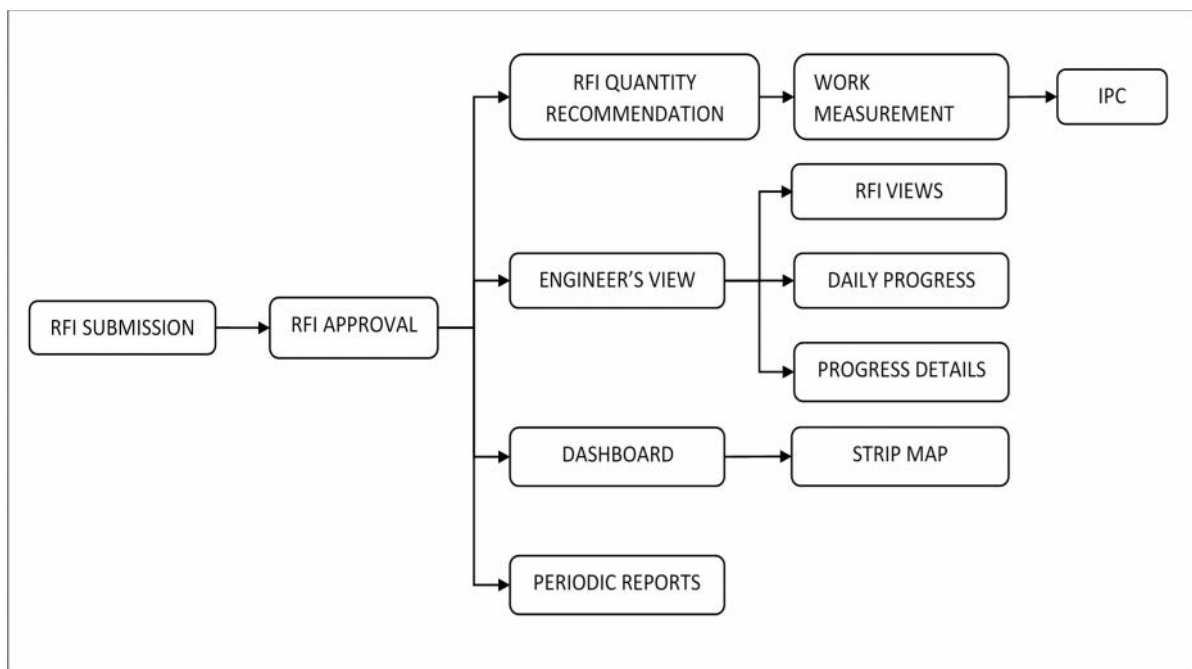 RFI QUANTITY
RECOMMENDATION
WORK
MEASUREMENT
IPC
RFI VIEWS
ENGINEER’S VIEW
DAILY PROGRESS
RFI SUBMISSION
RFI APPROVAL
PROGRESS DETAILS
DASHBOARD
STRIP MAP
PERIODIC REPORTS